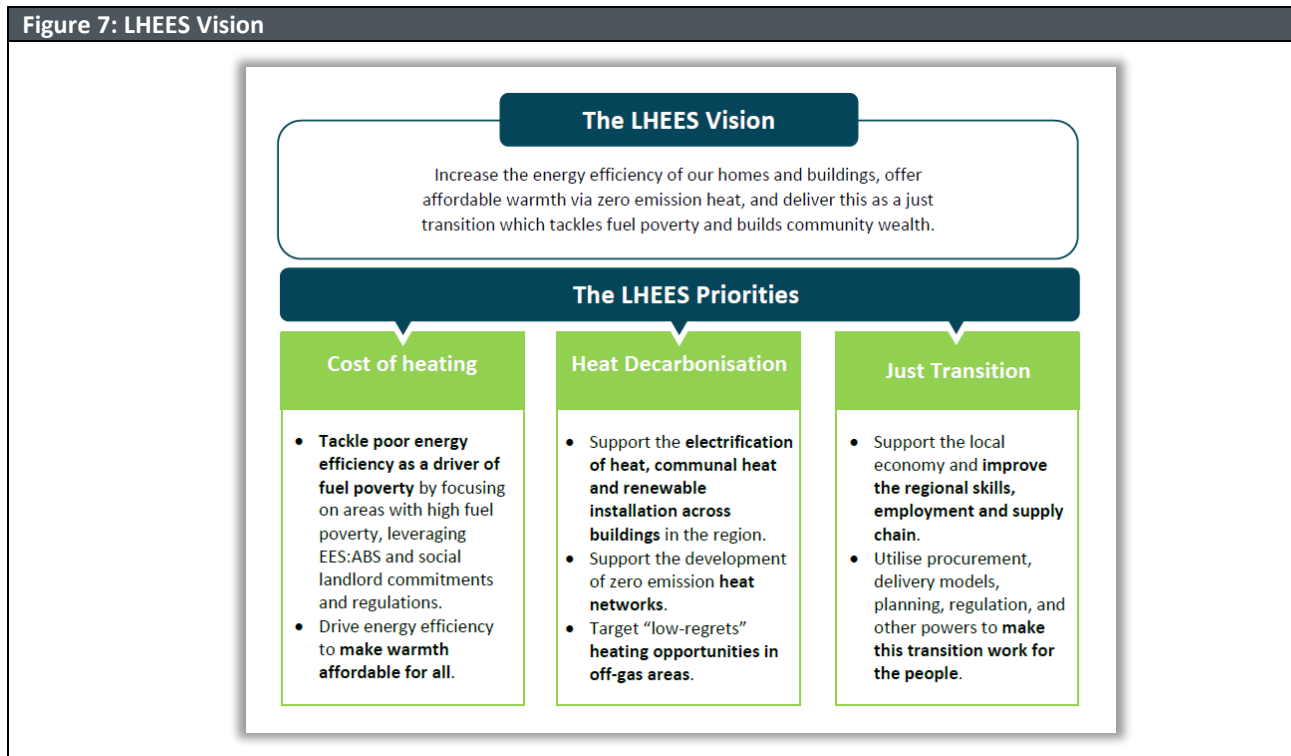 Figure 7: LHEES Vision
The LHEES Vision
Increase the energy efficiency of our homes and buildings, offer
affordable warmth via zero emission heat, and deliver this as a just
transition which tackles fuel poverty and builds community wealth.
The LHEES Priorities
Cost of heating
• Tackle poor energy
efficiency as a driver of
fuel poverty by focusing
on areas with high fuel
poverty, leveraging
EES:ABS and social
landlord commitments
and regulations.
• Drive energy efficiency
to make warmth
affordable for all.
Heat Decarbonisation
• Support the electrification
of heat, communal heat
and renewable
installation across
buildings in the region.
• Support the development
of zero emission heat
networks.
• Target “low-regrets”
heating opportunities in
off-gas areas.
Just Transition
• Support the local
economy and improve
the regional skills,
employment and supply
chain.
• Utilise procurement,
delivery models,
planning, regulation, and
other powers to make
this transition work for
the people.